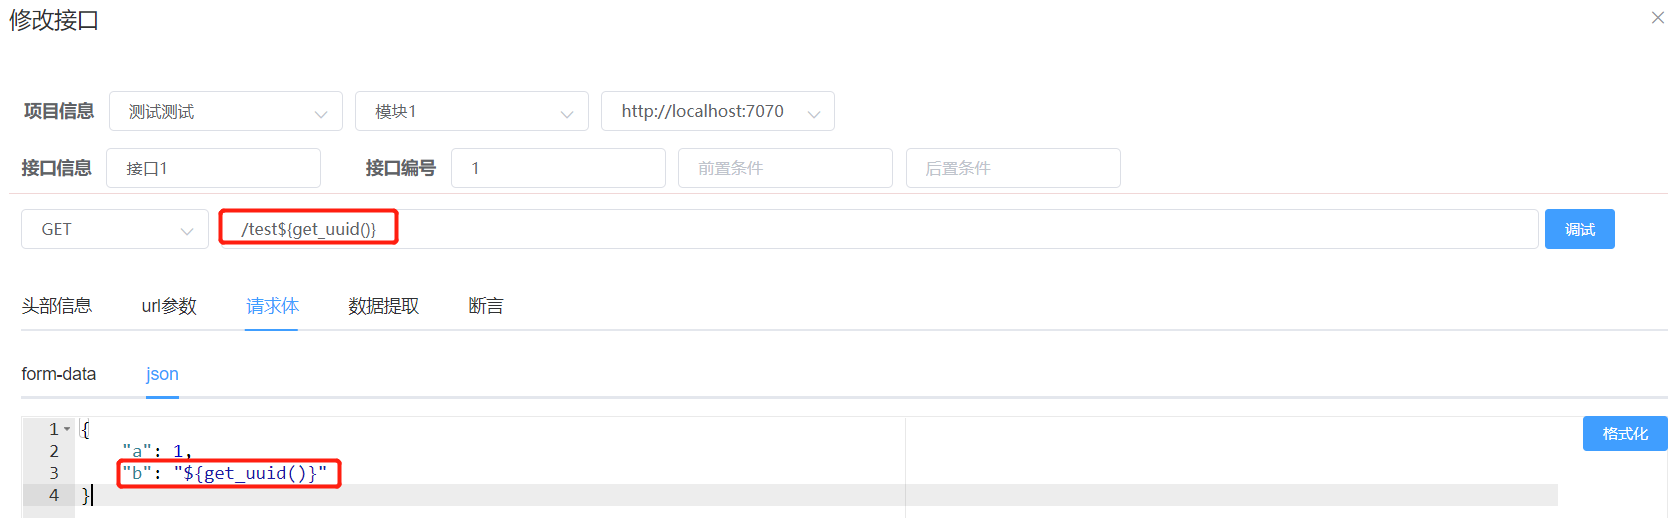 修改接口
项目信息 测试测试 模块1 http://localhost:7070
接口信息 接口1 接口编号 1 前置条件 后置条件
GET /test${get_uuid()} 调试
头部信息 url参数 请求体 数据提取 断言
form-data json
格式化
1 {
2 "a": 1,
3 "b": "${get_uuid()}"
4 }